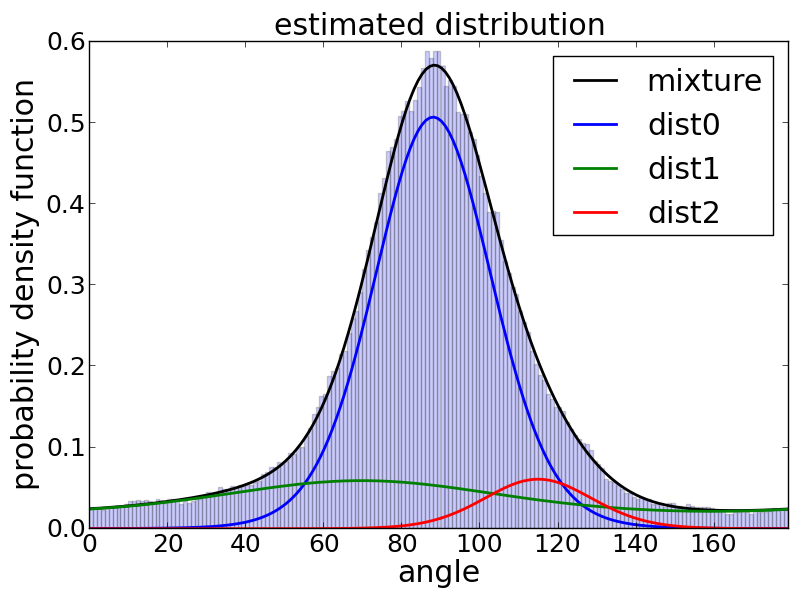 estimated distribution
probability density function
0.6
0.5
0.4
0.3
0.2
0.1
0.0
mixture
dist0
dist1
dist2
0 20 40 60 80 100 120 140 160
angle